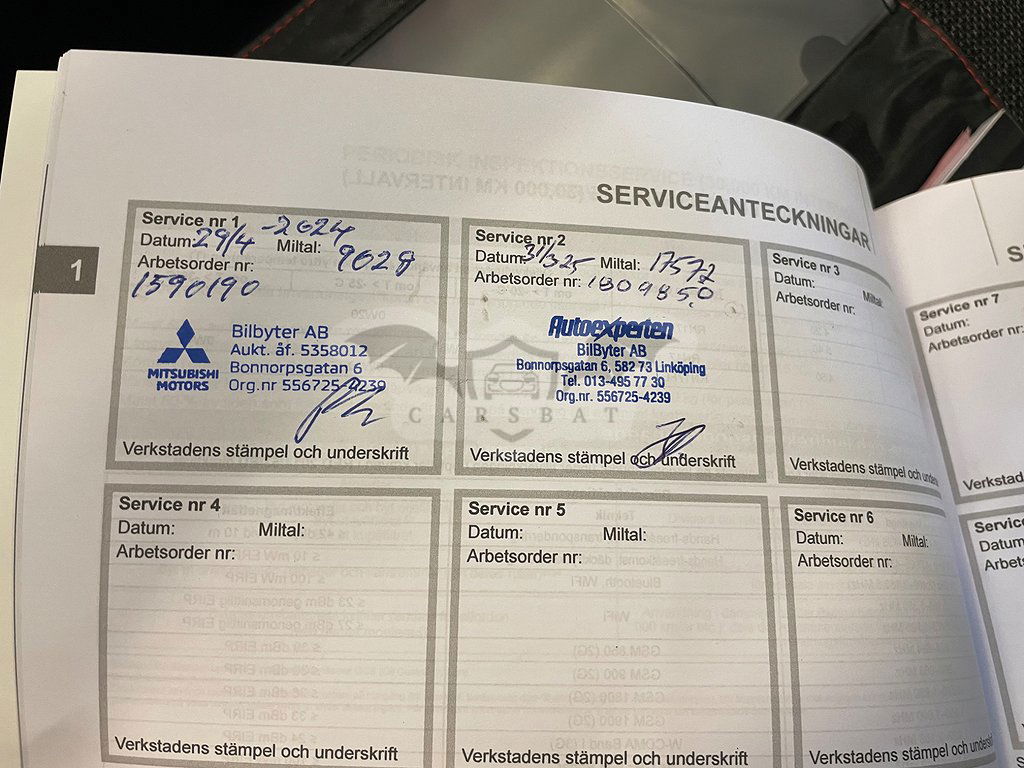 SERVICEANTECKNINGAR
1
Service nr 1
Datum: 29/4 -2024 Miltal: 9028
Arbetsorder nr:
1590190
MITSUBISHI
MOTORS
Bilbyter AB
Aukt. åf. 5358012
Bonnorpsgatan 6
Org.nr 556725-4239
Verkstadens stämpel och underskrift
Service nr 2
Datum: 31/325 Miltal: 17572
Arbetsorder nr: 1809850
Autoexperten
BilByter AB
Bonnorpsgatan 6, 582 73 Linköping
Tel. 013-495 77 30
Org.nr. 556725-4239
Verkstadens stämpel och underskrift
CARSBAT
Service nr 3
Datum: Miltal:
Arbetsorder nr:
Verkstadens stämpel och
Service nr 4
Datum: Miltal:
Arbetsorder nr:
Verkstadens stämpel och underskrift
Service nr 5
Datum: Miltal:
Arbetsorder nr:
Verkstadens stämpel och underskrift
Service nr 6
Datum: Miltal:
Arbetsorder nr:
Verkstadens stämpel och underskrift
Service nr 7
Datum:
Arbetsorder nr: